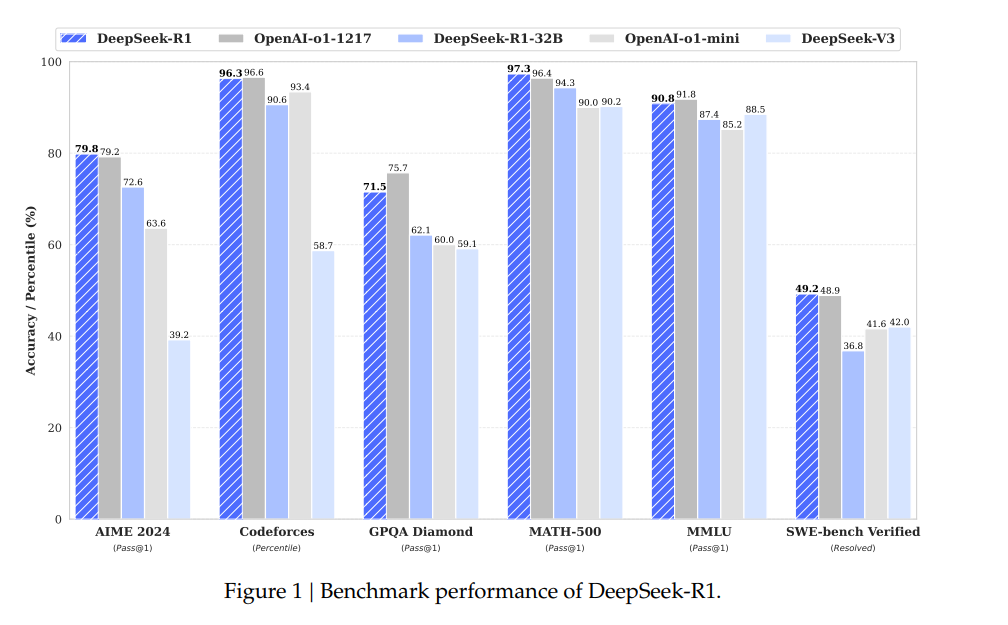 DeepSeek-R1 OpenAI-o1-1217 DeepSeek-R1-32B OpenAI-o1-mini DeepSeek-V3
Accuracy / Percentile (%)
100
80
60
40
20
0
79.8 79.2 72.6 63.6 39.2
96.3 96.6 90.6 93.4 58.7
71.5 75.7 62.1 60.0 59.1
97.3 96.4 94.3 90.0 90.2
90.8 91.8 87.4 85.2 88.5
49.2 48.9 36.8 41.6 42.0
AIME 2024 Codeforces GPQA Diamond MATH-500 MMLU SWE-bench Verified
(Pass@1) (Percentile) (Pass@1) (Pass@1) (Pass@1) (Resolved)
Figure 1 | Benchmark performance of DeepSeek-R1.